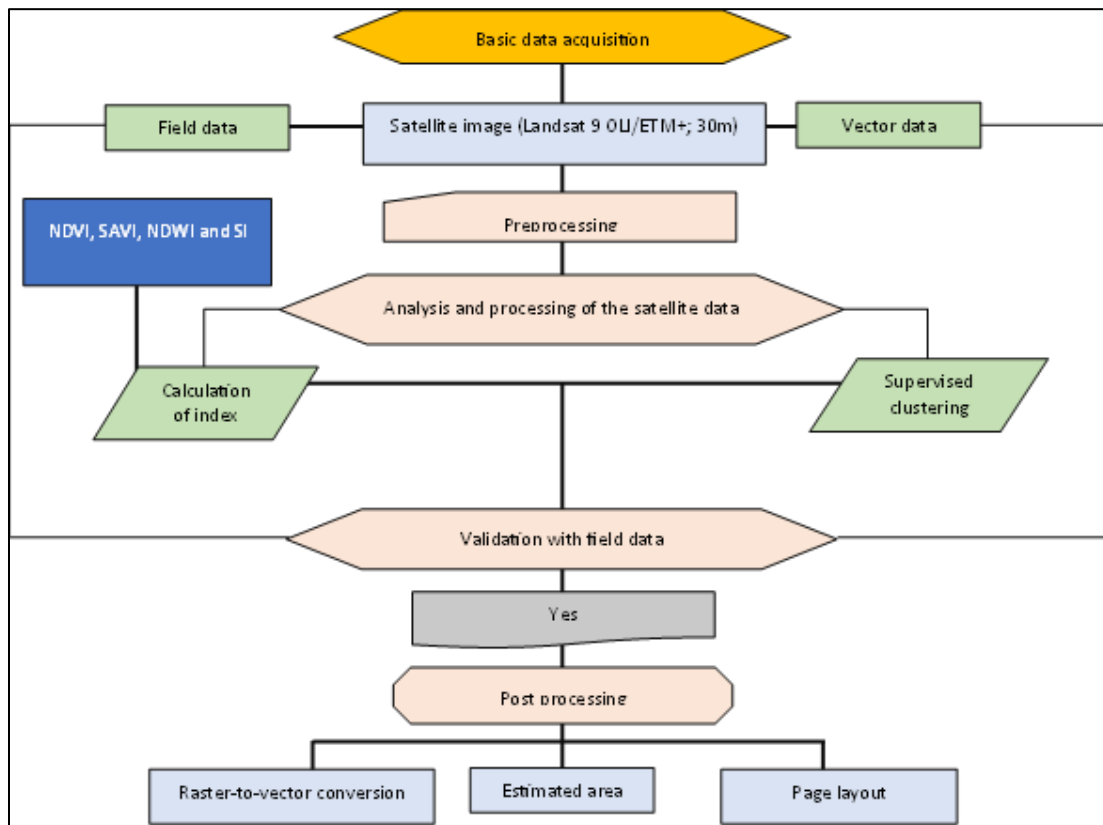 Basic data acquisition
Field data
Satellite image (Landsat 9 OLI/ETM+; 30m)
Vector data
NDVI, SAVI, NDWI and SI
Preprocessing
Analysis and processing of the satellite data
Calculation
of index
Supervised
clustering
Validation with field data
Yes
Post processing
Raster-to-vector conversion
Estimated area
Page layout